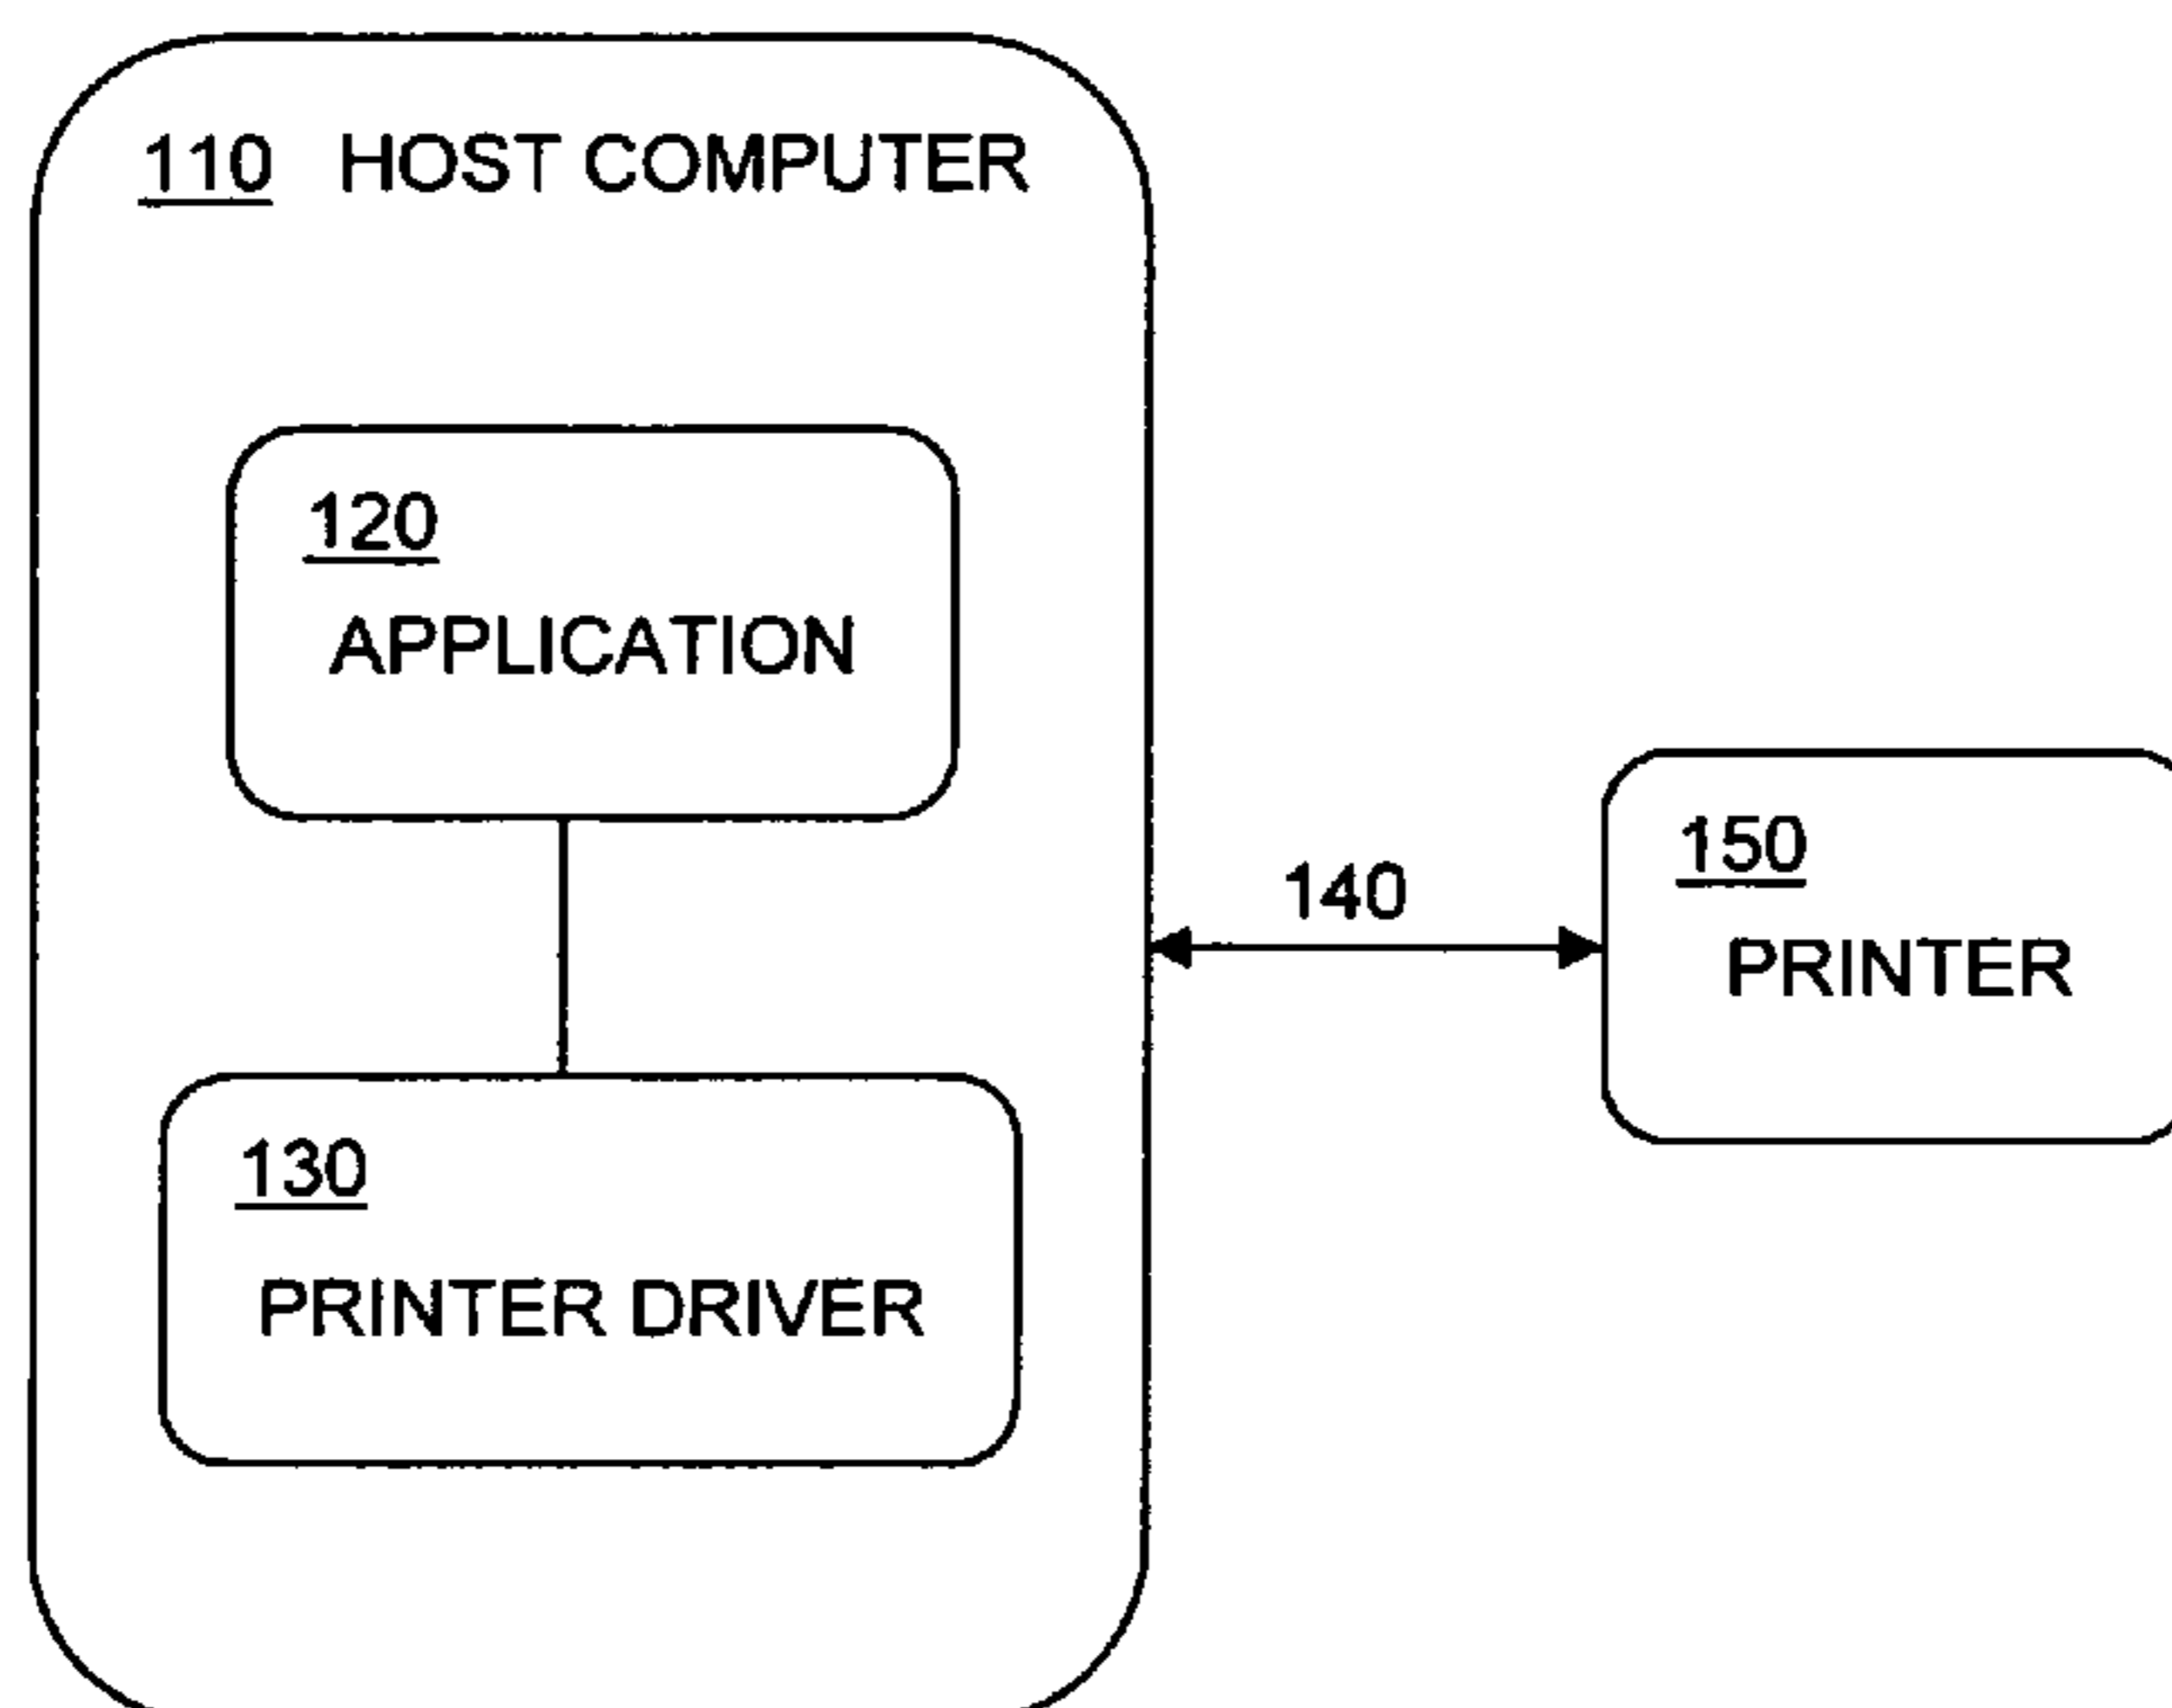 110 HOST COMPUTER
120
APPLICATION
140
150
PRINTER
130
PRINTER DRIVER